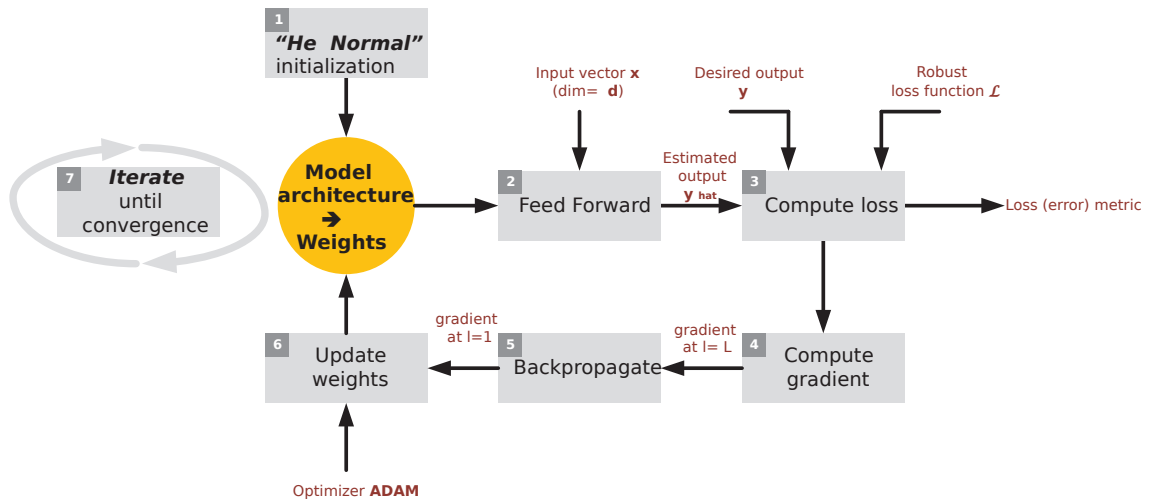 1
“He Normal”
initialization
Input vector x
(dim= d)
Desired output
y
Robust
loss function ℒ
7
Iterate
until
convergence
Model
architecture
➔
Weights
2
Feed Forward
Estimated
output
y hat
3
Compute loss
Loss (error) metric
6
Update
weights
gradient
at l=1
5
Backpropagate
gradient
at l= L
4
Compute
gradient
Optimizer ADAM